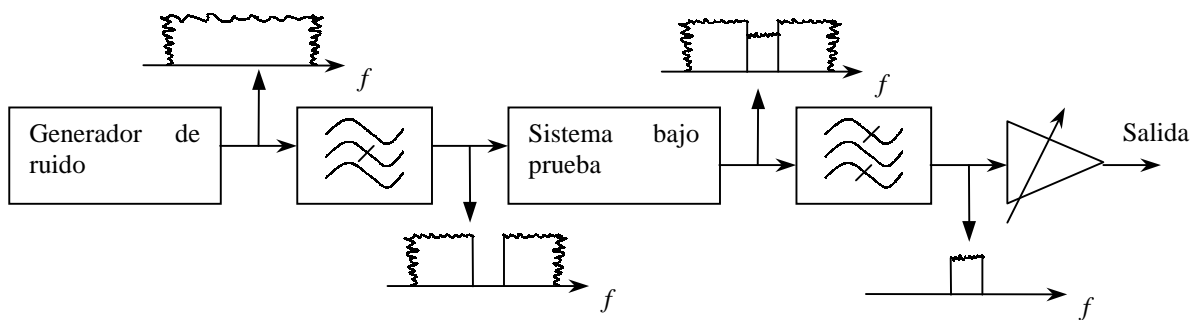 f
f
Generador de
ruido
Sistema bajo
prueba
Salida
f
f